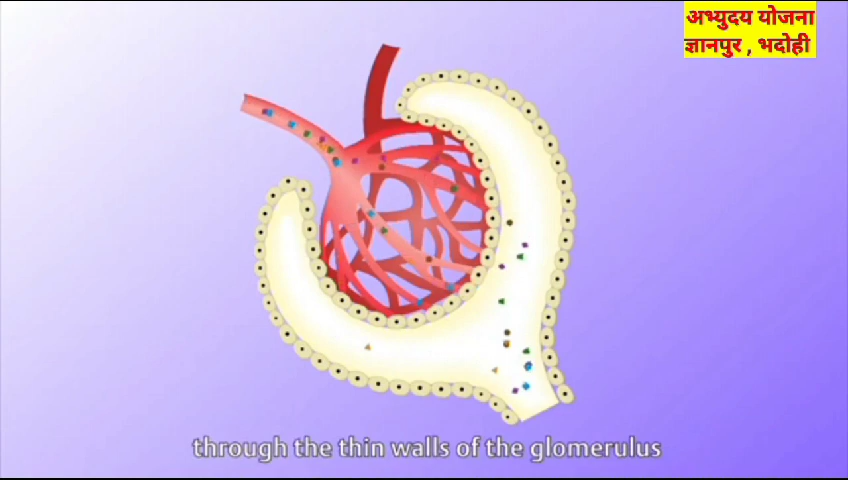 अभ्युदय योजना
ज्ञानपुर , भदोही
through the thin walls of the glomerulus